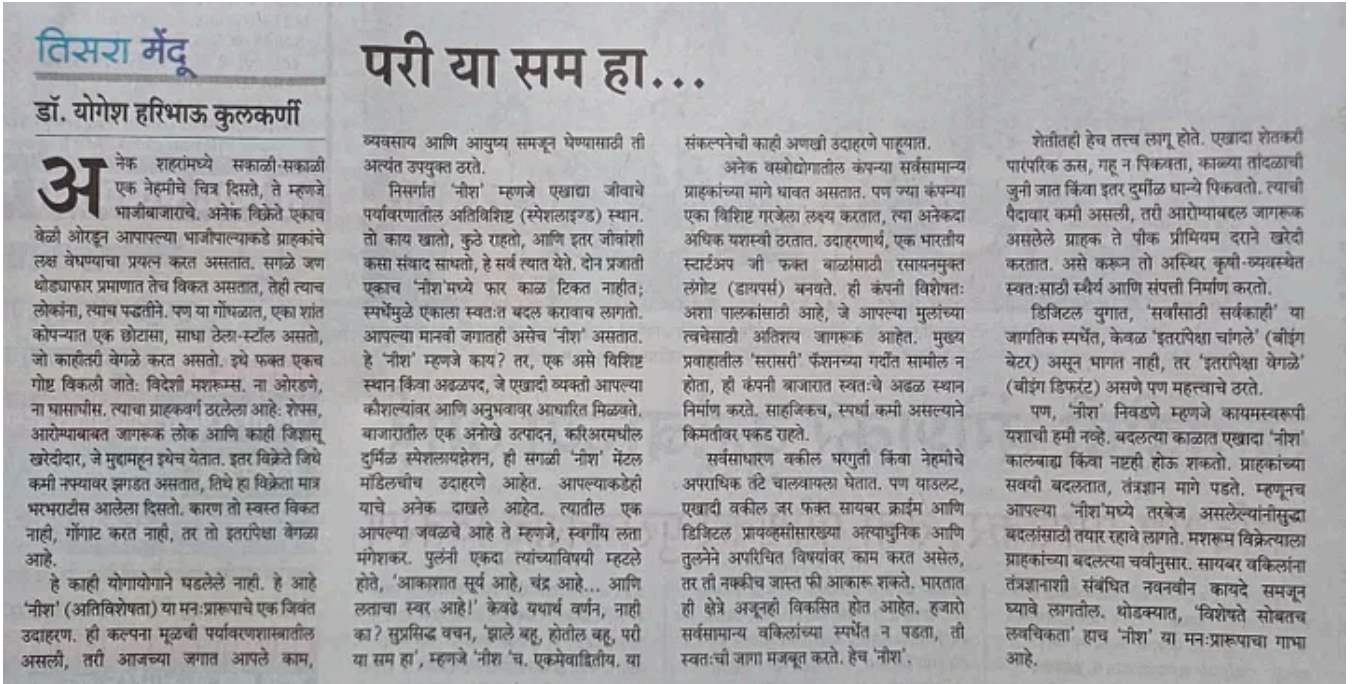 तिसरा मेंदू
डॉ. योगेश हरिभाऊ कुलकर्णी
परी या सम हा...
अनेक शहरांमध्ये सकाळी-सकाळी
एक नेहमीचे चित्र दिसते, ते म्हणजे
भाजीबाजाराचे. अनेक विक्रेते एकाच
वेळी ओरडून आपापल्या भाजीपाल्याकडे ग्राहकांचे
लक्ष वेधण्याचा प्रयत्न करत असतात. सगळे जण
थोड्याफार प्रमाणात तेच विकत असतात, तेही त्याच
लोकांना, त्याच पद्धतीने. पण या गोंधळात, एका शांत
कोपऱ्यात एक छोटासा, साधा ठेला-स्टॉल असतो,
जो काहीतरी वेगळे करत असतो. इथे फक्त एकच
गोष्ट विकली जाते: विदेशी मशरूम्स. ना ओरडणे,
ना घासाघीस. त्याचा ग्राहकवर्ग ठरलेला आहे: शेफ्स,
आरोग्याबाबत जागरूक लोक आणि काही जिज्ञासू
खरेदीदार, जे मुद्दामहून इथेच येतात. इतर विक्रेते जिथे
कमी नफ्यावर झगडत असतात, तिथे हा विक्रेता मात्र
भरभराटीस आलेला दिसतो. कारण तो स्वस्त विकत
नाही, गोंगाट करत नाही, तर तो इतरांपेक्षा वेगळा
आहे.
हे काही योगायोगाने घडलेले नाही. हे आहे
'नीश' (अतिविशेषता) या मनःप्रारूपाचे एक जिवंत
उदाहरण. ही कल्पना मूळची पर्यावरणशास्त्रातील
असली, तरी आजच्या जगात आपले काम,
व्यवसाय आणि आयुष्य समजून घेण्यासाठी ती
अत्यंत उपयुक्त ठरते.
निसर्गात 'नीश' म्हणजे एखाद्या जीवाचे
पर्यावरणातील अतिविशिष्ट (स्पेशलाइज्ड) स्थान.
तो काय खातो, कुठे राहतो, आणि इतर जीवांशी
कसा संवाद साधतो, हे सर्व त्यात येते. दोन प्रजाती
एकाच 'नीश'मध्ये फार काळ टिकत नाहीत;
स्पर्धेमुळे एकाला स्वतःत बदल करावाच लागतो.
आपल्या मानवी जगातही असेच 'नीश' असतात.
हे 'नीश' म्हणजे काय? तर, एक असे विशिष्ट
स्थान किंवा अढळपद, जे एखादी व्यक्ती आपल्या
कौशल्यांवर आणि अनुभवावर आधारित मिळवते.
बाजारातील एक अनोखे उत्पादन, करिअरमधील
दुर्मिळ स्पेशलायझेशन, ही सगळी 'नीश' मेंटल
मॉडेलचीच उदाहरणे आहेत. आपल्याकडेही
याचे अनेक दाखले आहेत. त्यातील एक
आपल्या जवळचे आहे ते म्हणजे, स्वर्गीय लता
मंगेशकर. पुलंनी एकदा त्यांच्याविषयी म्हटले
होते, 'आकाशात सूर्य आहे, चंद्र आहे... आणि
लताचा स्वर आहे!' केवढे यथार्थ वर्णन, नाही
का? सुप्रसिद्ध वचन, 'झाले बहू, होतील बहू, परी
या सम हा', म्हणजे 'नीश 'च. एकमेवाद्वितीय. या
संकल्पनेची काही अणखी उदाहरणे पाहूयात.
अनेक वस्त्रोद्योगातील कंपन्या सर्वसामान्य
ग्राहकांच्या मागे धावत असतात. पण ज्या कंपन्या
एका विशिष्ट गरजेला लक्ष्य करतात, त्या अनेकदा
अधिक यशस्वी ठरतात. उदाहरणार्थ, एक भारतीय
स्टार्टअप जी फक्त बाळांसाठी रसायनमुक्त
लंगोट (डायपर्स) बनवते. ही कंपनी विशेषतः
अशा पालकांसाठी आहे, जे आपल्या मुलांच्या
त्वचेसाठी अतिशय जागरूक आहेत. मुख्य
प्रवाहातील 'सरासरी' फॅशनच्या गर्दीत सामील न
होता, ही कंपनी बाजारात स्वतःचे अढळ स्थान
निर्माण करते. साहजिकच, स्पर्धा कमी असल्याने
किमतीवर पकड राहते.
सर्वसाधारण वकील घरगुती किंवा नेहमीचे
अपराधिक तंटे चालवायला घेतात. पण याउलट,
एखादी वकील जर फक्त सायबर क्राईम आणि
डिजिटल प्रायव्हसीसारख्या अत्याधुनिक आणि
तुलनेने अपरिचित विषयांवर काम करत असेल,
तर ती नक्कीच जास्त फी आकारू शकते. भारतात
ही क्षेत्रे अजूनही विकसित होत आहेत. हजारो
सर्वसामान्य वकिलांच्या स्पर्धेत न पडता, ती
स्वतःची जागा मजबूत करते. हेच 'नीश'.
शेतीतही हेच तत्त्व लागू होते. एखादा शेतकरी
पारंपरिक ऊस, गहू न पिकवता, काळ्या तांदळाची
जुनी जात किंवा इतर दुर्मीळ धान्ये पिकवतो. त्याची
पैदावार कमी असली, तरी आरोग्याबद्दल जागरूक
असलेले ग्राहक ते पीक प्रीमियम दराने खरेदी
करतात. असे करून तो अस्थिर कृषी-व्यवस्थेत
स्वतःसाठी स्थैर्य आणि संपत्ती निर्माण करतो.
डिजिटल युगात, 'सर्वांसाठी सर्वकाही' या
जागतिक स्पर्धेत, केवळ 'इतरांपेक्षा चांगले' (बीइंग
बेटर) असून भागत नाही, तर 'इतरांपेक्षा वेगळे'
(बीइंग डिफरंट) असणे पण महत्त्वाचे ठरते.
पण, 'नीश' निवडणे म्हणजे कायमस्वरूपी
यशाची हमी नव्हे. बदलत्या काळात एखादा 'नीश'
कालबाह्य किंवा नष्टही होऊ शकतो. ग्राहकांच्या
सवयी बदलतात, तंत्रज्ञान मागे पडते. म्हणूनच
आपल्या 'नीश'मध्ये तरबेज असलेल्यांनीसुद्धा
बदलांसाठी तयार रहावे लागते. मशरूम विक्रेत्याला
ग्राहकांच्या बदलत्या चवीनुसार. सायबर वकिलांना
तंत्रज्ञानाशी संबंधित नवनवीन कायदे समजून
घ्यावे लागतील. थोडक्यात, 'विशेषते सोबतच
लवचिकता' हाच 'नीश' या मनःप्रारूपाचा गाभा
आहे.